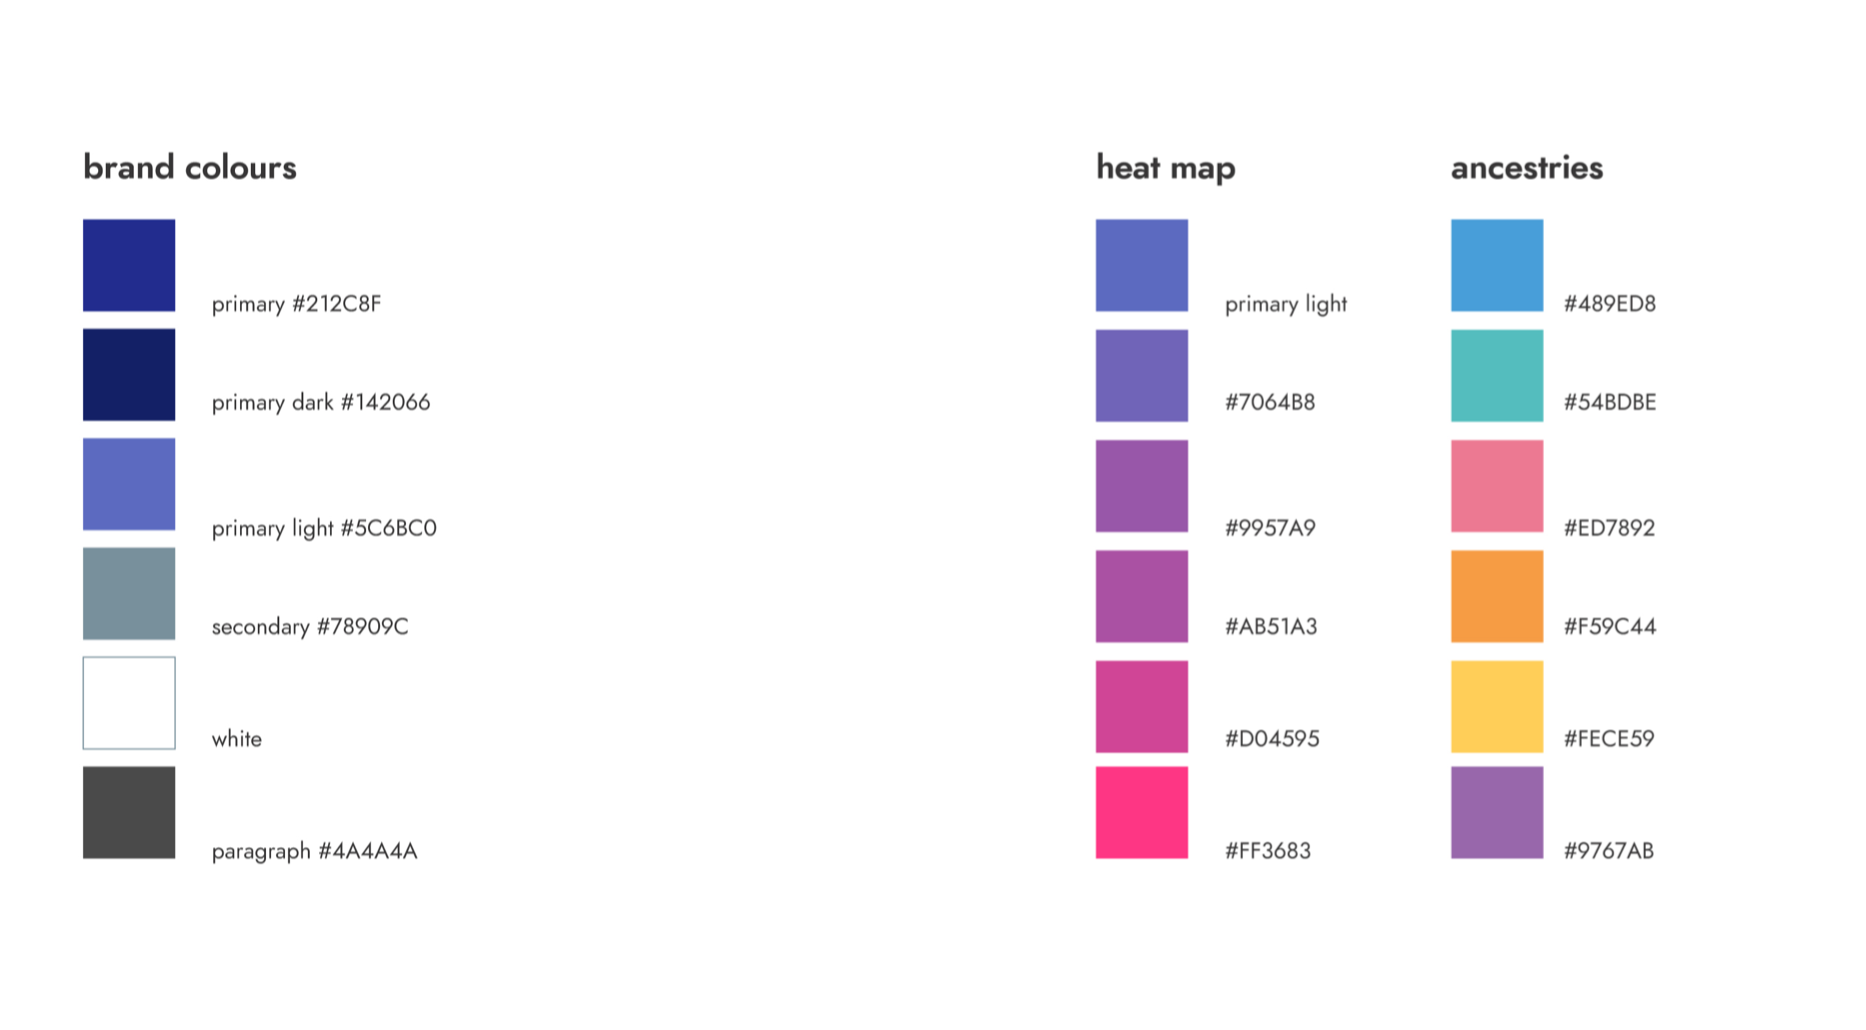 brand colours
primary #212C8F
primary dark #142066
primary light #5C6BC0
secondary #78909C
white
paragraph #4A4A4A
heat map
primary light
#7064B8
#9957A9
#AB51A3
#D04595
#FF3683
ancestries
#489ED8
#54BDBE
#ED7892
#F59C44
#FECE59
#9767AB